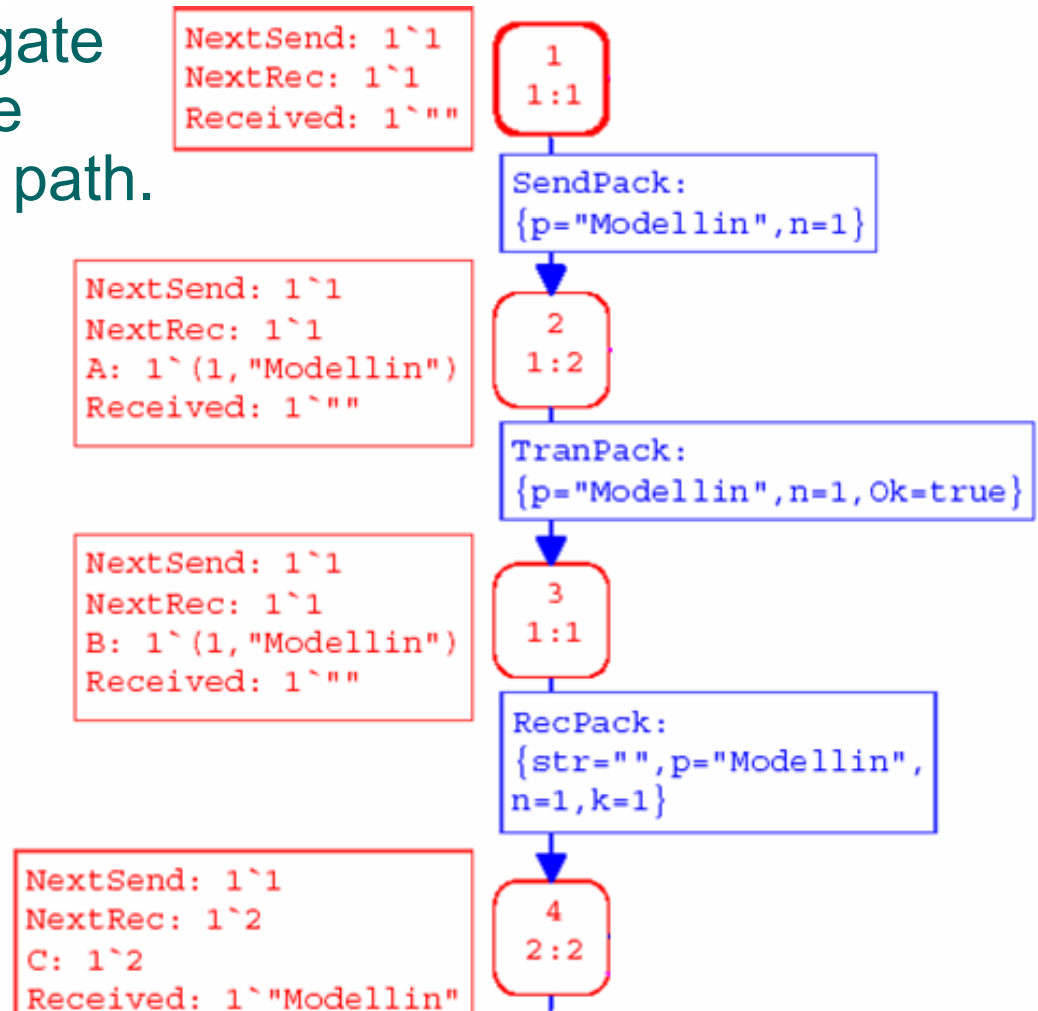 gate
e
path.
NextSend: 1`1
NextRec: 1`1
Received: 1`""
1
1:1
SendPack:
{p="Modellin",n=1}
NextSend: 1`1
NextRec: 1`1
A: 1`(1,"Modellin")
Received: 1`""
2
1:2
TranPack:
{p="Modellin",n=1,Ok=true}
NextSend: 1`1
NextRec: 1`1
B: 1`(1,"Modellin")
Received: 1`""
3
1:1
RecPack:
{str="",p="Modellin",
n=1,k=1}
NextSend: 1`1
NextRec: 1`2
C: 1`2
Received: 1`"Modellin"
4
2:2